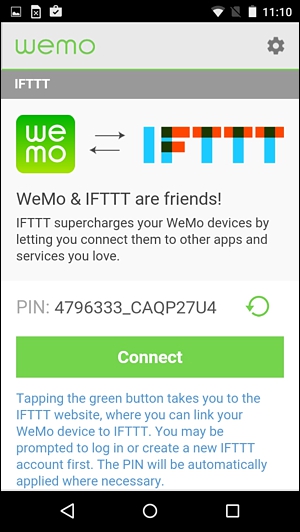 11:10
wemo
IFTTT
we
mo
IFTTT
WeMo & IFTTT are friends!
IFTTT supercharges your WeMo devices by
letting you connect them to other apps and
services you love.
PIN: 4796333_CAQP27U4
Connect
Tapping the green button takes you to the
IFTTT website, where you can link your
WeMo device to IFTTT. You may be
prompted to log in or create a new IFTTT
account first. The PIN will be automatically
applied where necessary.